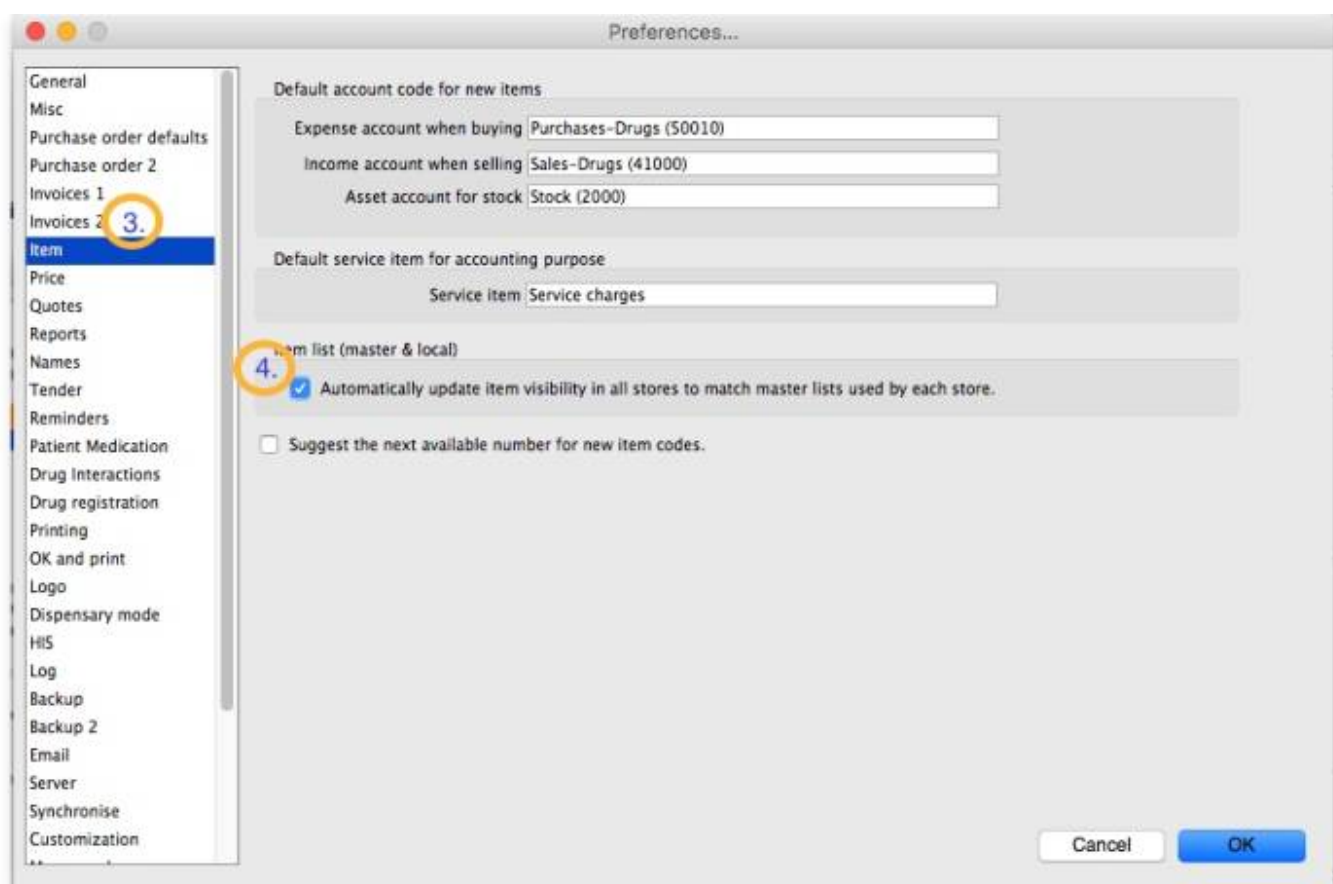 Preferences...
General
Misc
Purchase order defaults
Purchase order 2
Invoices 1
Invoices 2
3.
Item
Price
Quotes
Reports
Names
Tender
Reminders
Patient Medication
Drug Interactions
Drug registration
Printing
OK and print
Logo
Dispensary mode
HIS
Log
Backup
Backup 2
Email
Server
Synchronise
Customization
Default account code for new items
Expense account when buying Purchases-Drugs (50010)
Income account when selling Sales-Drugs (41000)
Asset account for stock Stock (2000)
Default service item for accounting purpose
Service item Service charges
Item list (master & local)
4.
Automatically update item visibility in all stores to match master lists used by each store.
Suggest the next available number for new item codes.
Cancel OK